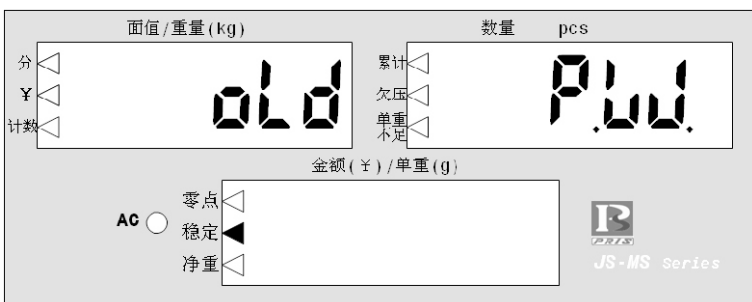 面值/重量(kg)
数量 pcs
分
¥
计数
oLd
累计
欠压
单重
不足
P.W.
金额(¥)/单重(g)
AC
零点
稳定
净重
PRIS
JS-MS Series